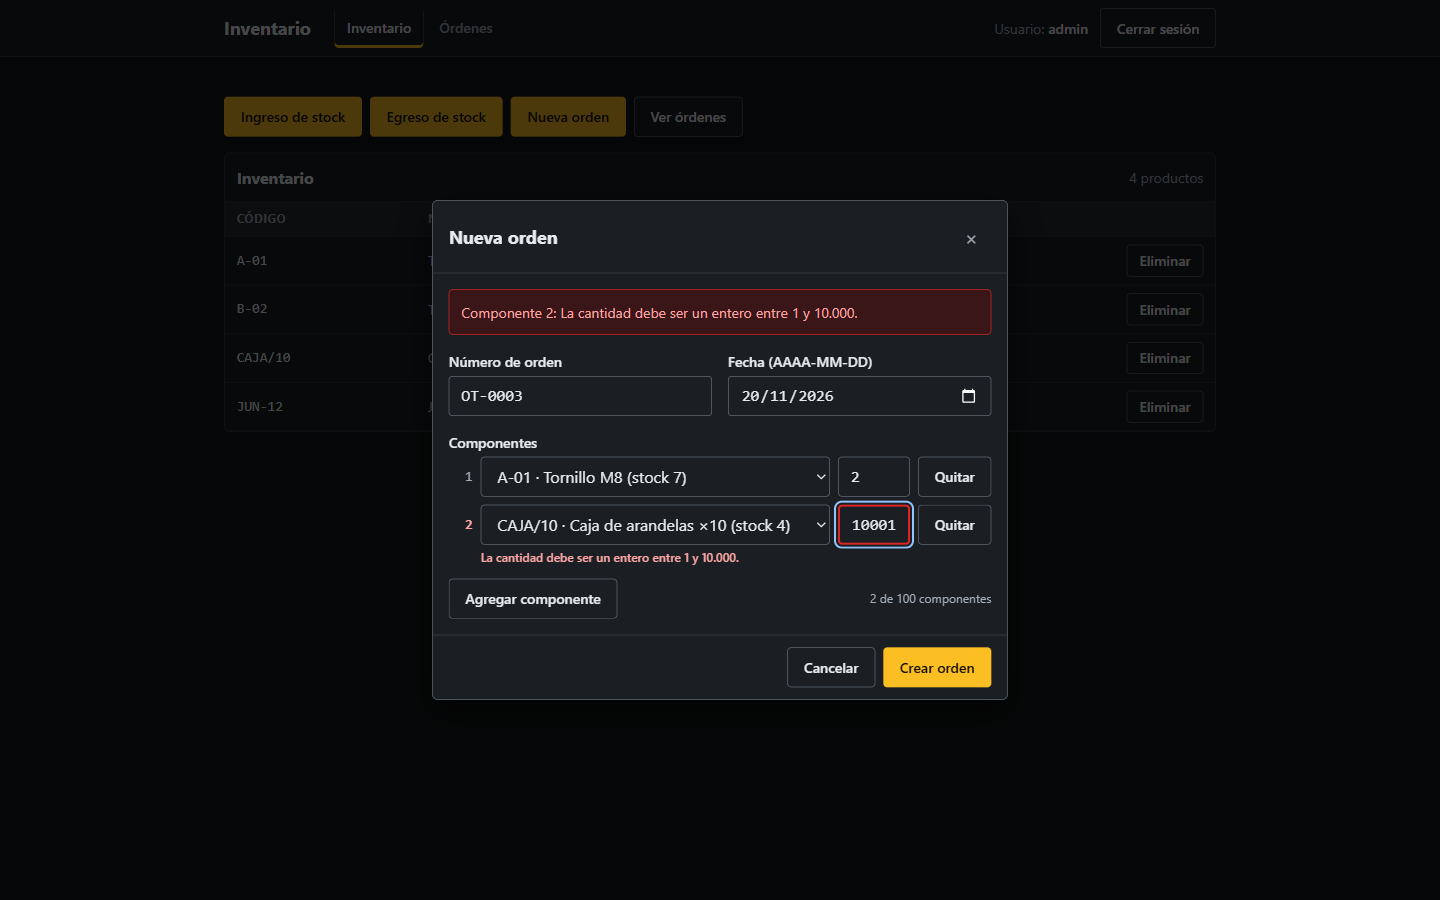 Inventario Inventario Órdenes Usuario: admin Cerrar sesión
Ingreso de stock Egreso de stock Nueva orden Ver órdenes
Inventario 4 productos
CÓDIGO
A-01 Eliminar
B-02 Eliminar
CAJA/10 Eliminar
JUN-12 Eliminar
Nueva orden ×
Componente 2: La cantidad debe ser un entero entre 1 y 10.000.
Número de orden Fecha (AAAA-MM-DD)
OT-0003 20/11/2026
Componentes
1 A-01 · Tornillo M8 (stock 7) 2 Quitar
2 CAJA/10 · Caja de arandelas ×10 (stock 4) 10001 Quitar
La cantidad debe ser un entero entre 1 y 10.000.
Agregar componente 2 de 100 componentes
Cancelar Crear orden